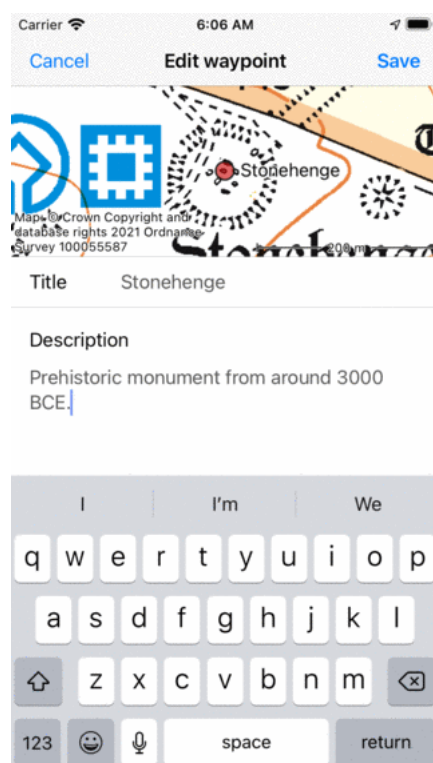 Carrier 6:06 AM
Cancel Edit waypoint Save
Stonehenge
Maps © Crown Copyright and
database rights 2021 Ordnance
Survey 100055587
200 m
Title Stonehenge
Description
Prehistoric monument from around 3000
BCE.
I I'm We
q w e r t y u i o p
a s d f g h j k l
z x c v b n m
123 space return